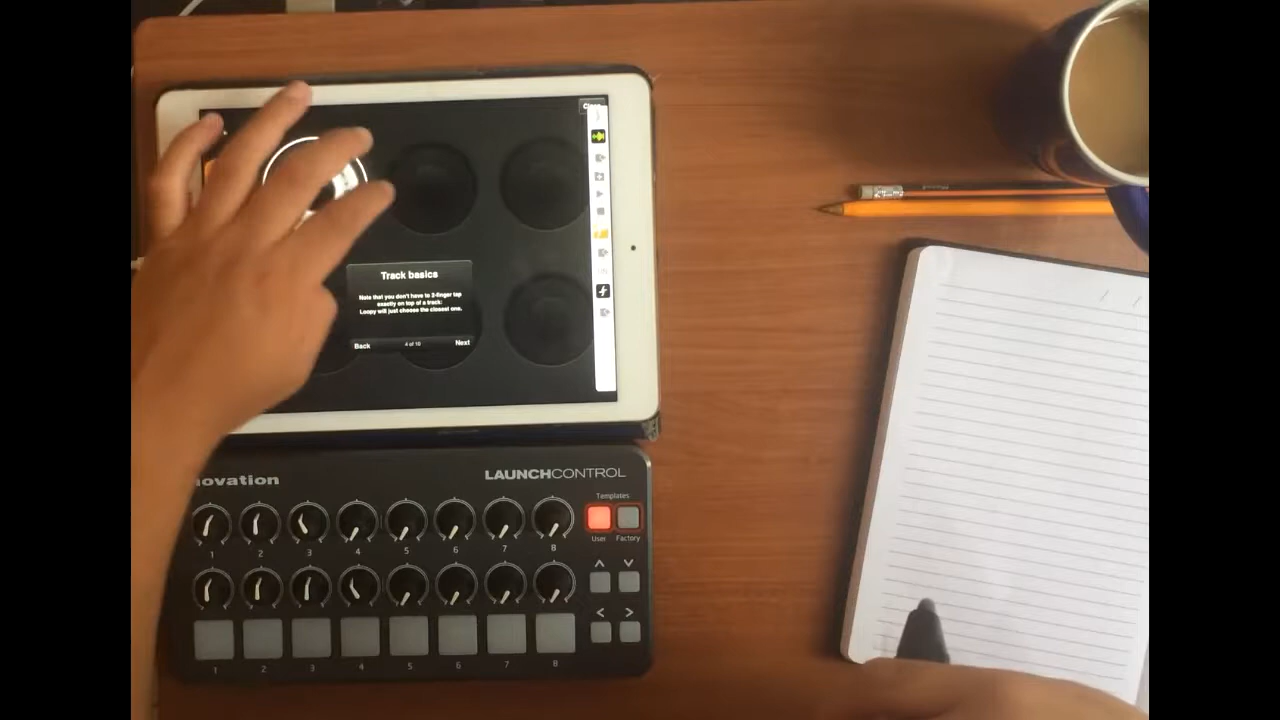 Track basics
Note that you don't have to 3-finger tap
exactly on top of a track:
Loopy will just choose the closest one.
Back 4 of 10 Next
ovation LAUNCHCONTROL
Templates
User Factory
1 2 3 4 5 6 7 8
1 2 3 4 5 6 7 8